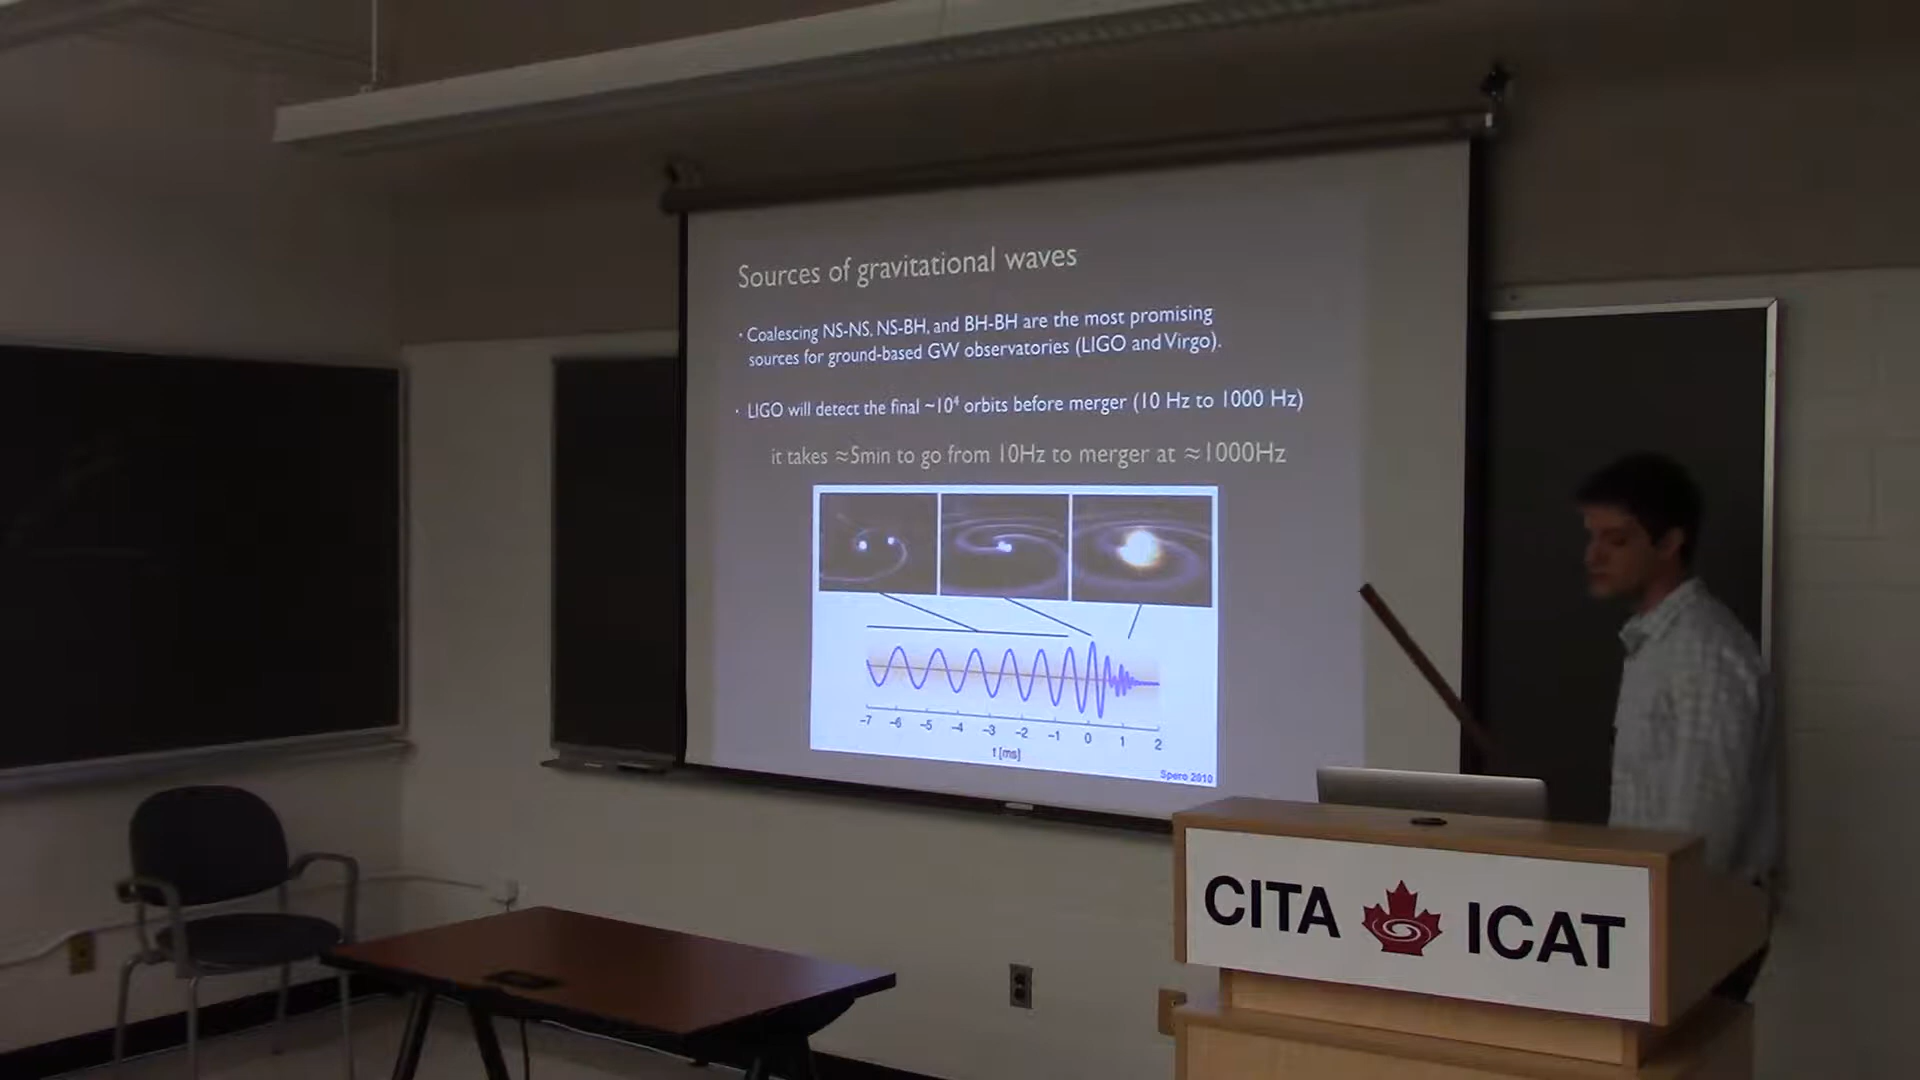 Sources of gravitational waves
· Coalescing NS-NS, NS-BH, and BH-BH are the most promising
sources for ground-based GW observatories (LIGO and Virgo).
· LIGO will detect the final ~10⁴ orbits before merger (10 Hz to 1000 Hz)
it takes ≈5min to go from 10Hz to merger at ≈1000Hz
-7 -6 -5 -4 -3 -2 -1 0 1 2
t [ms]
Spero 2010
CITA ICAT